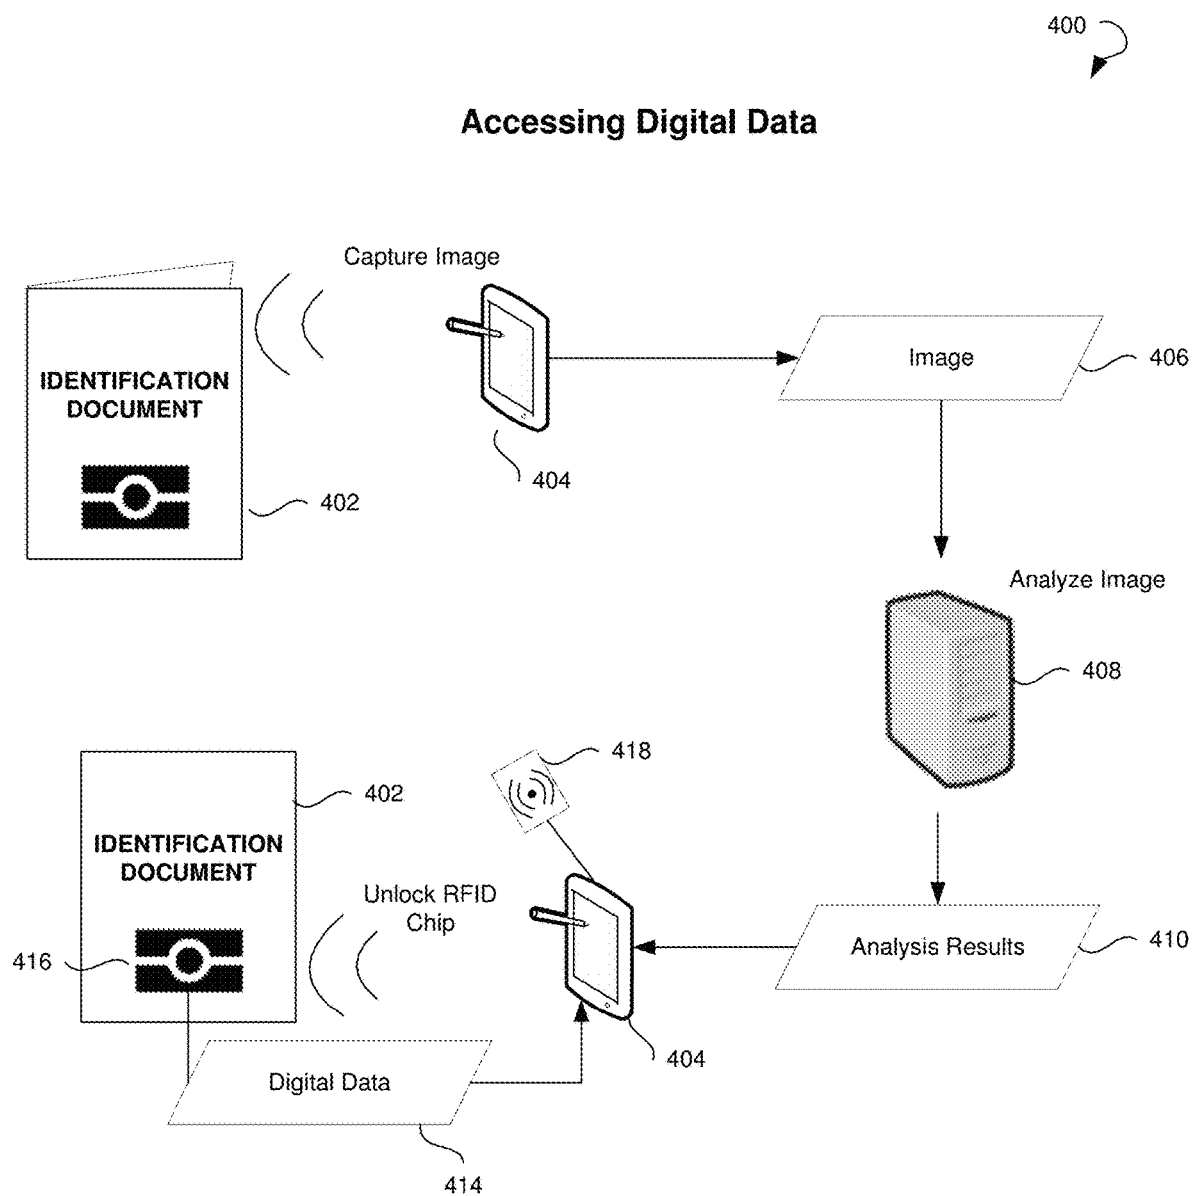 400
Accessing Digital Data
Capture Image
IDENTIFICATION
DOCUMENT
402
404
Image
406
Analyze Image
408
418
402
IDENTIFICATION
DOCUMENT
Unlock RFID
Chip
416
Analysis Results
410
404
Digital Data
414